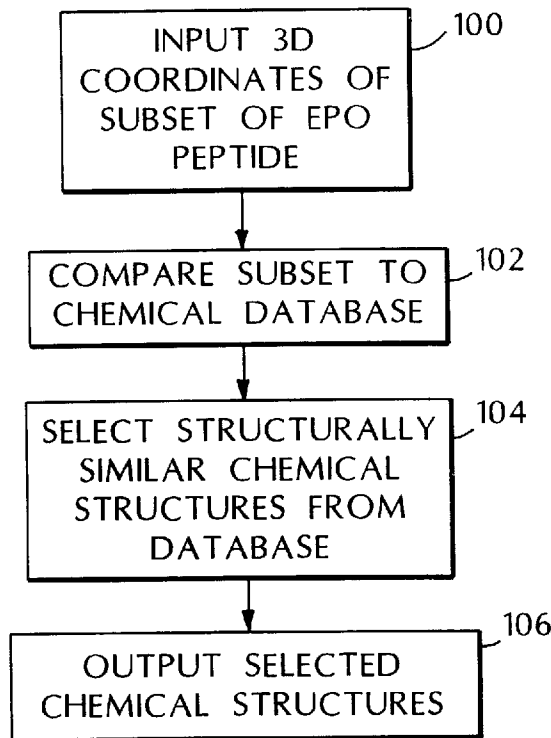 INPUT 3D
COORDINATES OF
SUBSET OF EPO
PEPTIDE
100
COMPARE SUBSET TO
CHEMICAL DATABASE
102
SELECT STRUCTURALLY
SIMILAR CHEMICAL
STRUCTURES FROM
DATABASE
104
OUTPUT SELECTED
CHEMICAL STRUCTURES
106